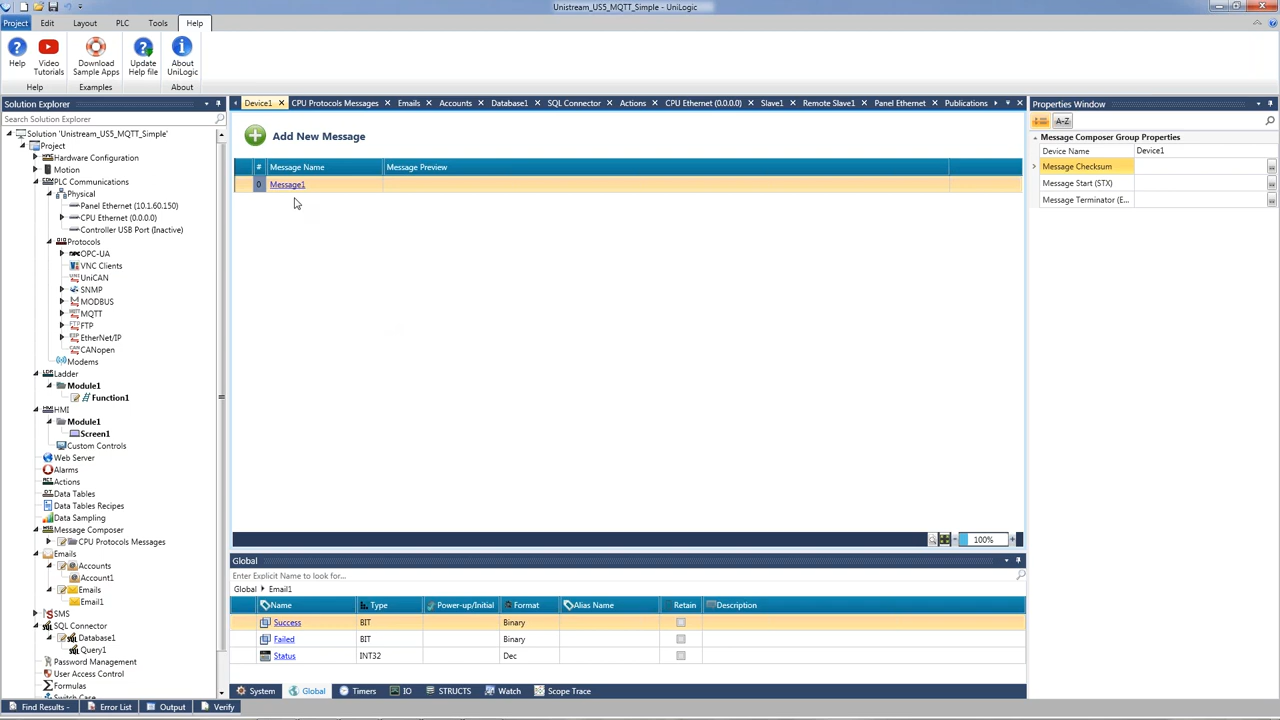 Unistream_US5_MQTT_Simple - UniLogic
Project Edit Layout PLC Tools Help
Help Video Tutorials Download Sample Apps Update Help file About UniLogic
Help Examples About
Solution Explorer
Search Solution Explorer
Solution 'Unistream_US5_MQTT_Simple'
Project
Hardware Configuration
Motion
PLC Communications
Physical
Panel Ethernet (10.1.60.150)
CPU Ethernet (0.0.0.0)
Controller USB Port (Inactive)
Protocols
OPC-UA
VNC Clients
UniCAN
SNMP
MODBUS
MQTT
FTP
EtherNet/IP
CANopen
Modems
Ladder
Module1
Function1
HMI
Module1
Screen1
Custom Controls
Web Server
Alarms
Actions
Data Tables
Data Tables Recipes
Data Sampling
Message Composer
CPU Protocols Messages
Emails
Accounts
Account1
Emails
Email1
SMS
SQL Connector
Database1
Query1
Password Management
User Access Control
Formulas
Switch Case
Device1 CPU Protocols Messages Emails Accounts Database1 SQL Connector Actions CPU Ethernet (0.0.0.0) Slave1 Remote Slave1 Panel Ethernet Publications
Add New Message
# Message Name Message Preview
0 Message1
100%
Global
Enter Explicit Name to look for...
Global Email1
Name Type Power-up/Initial Format Alias Name Retain Description
Success BIT Binary
Failed BIT Binary
Status INT32 Dec
System Global Timers IO STRUCTS Watch Scope Trace
Properties Window
A-Z
Message Composer Group Properties
Device Name Device1
Message Checksum
Message Start (STX)
Message Terminator (E...
Find Results - Error List Output Verify